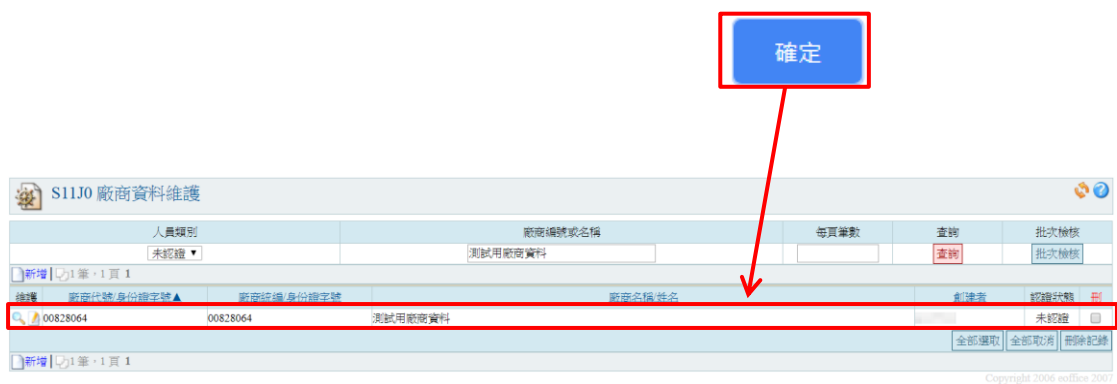 確定
S11J0 廠商資料維護
人員類別 廠商編號或名稱 每頁筆數 查詢 批次檢核
未認證 測試用廠商資料 查詢 批次檢核
新增 1 筆，1 頁 1
維護 廠商代號/身份證字號▲ 廠商統編/身份證字號 廠商名稱/姓名 創建者 認證狀態 刪
00828064 00828064 測試用廠商資料 未認證
全部選取 全部取消 刪除記錄
新增 1 筆，1 頁 1
Copyright 2006 eoffice 2007